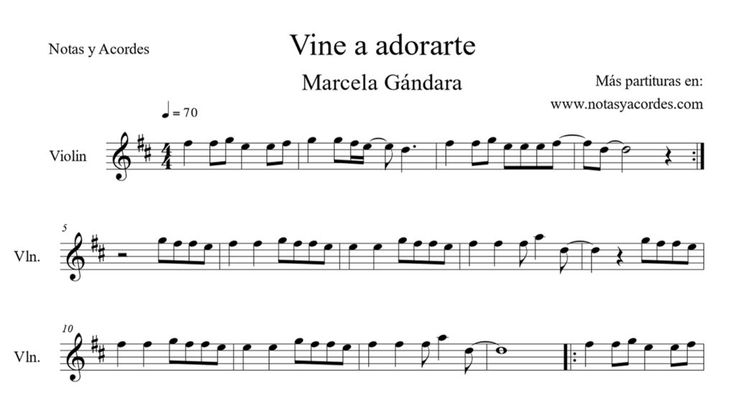 Vine a adorarte
Notas y Acordes
Marcela Gándara
Más partituras en:
www.notasyacordes.com
= 70
Violin
4
4
5
Vln.
10
Vln.